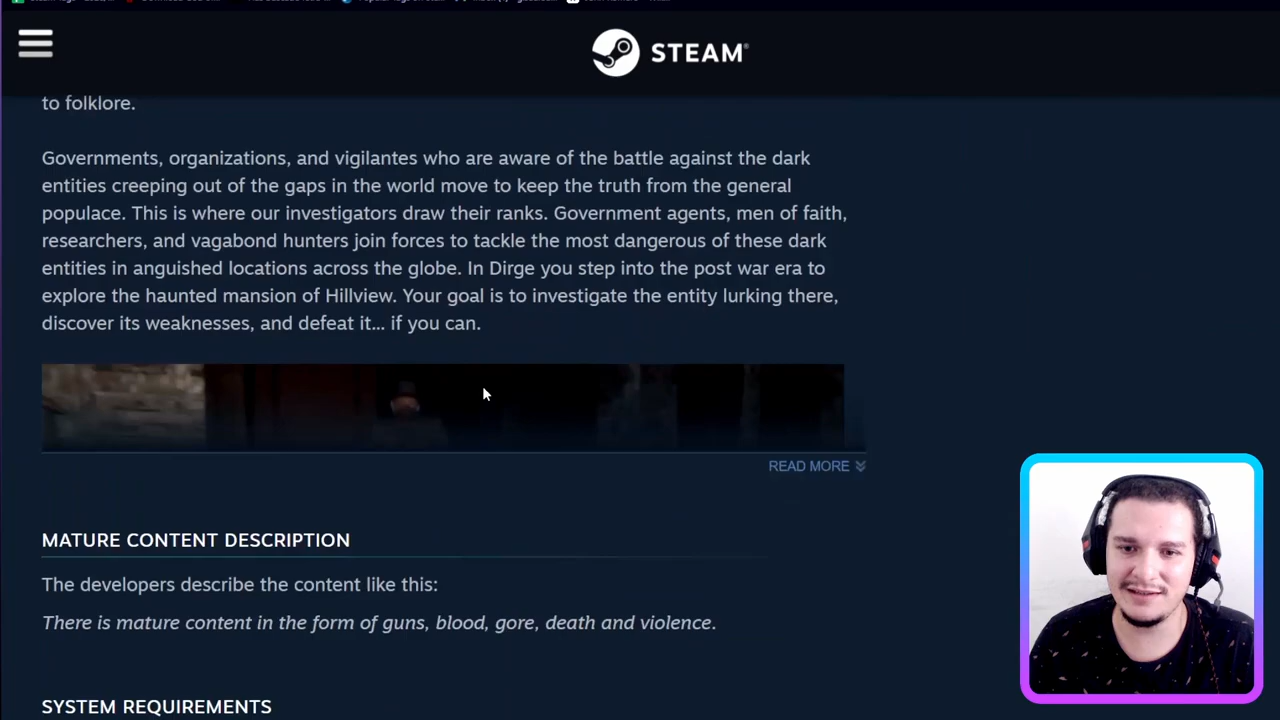 STEAM
to folklore.
Governments, organizations, and vigilantes who are aware of the battle against the dark
entities creeping out of the gaps in the world move to keep the truth from the general
populace. This is where our investigators draw their ranks. Government agents, men of faith,
researchers, and vagabond hunters join forces to tackle the most dangerous of these dark
entities in anguished locations across the globe. In Dirge you step into the post war era to
explore the haunted mansion of Hillview. Your goal is to investigate the entity lurking there,
discover its weaknesses, and defeat it... if you can.
READ MORE
MATURE CONTENT DESCRIPTION
The developers describe the content like this:
There is mature content in the form of guns, blood, gore, death and violence.
SYSTEM REQUIREMENTS